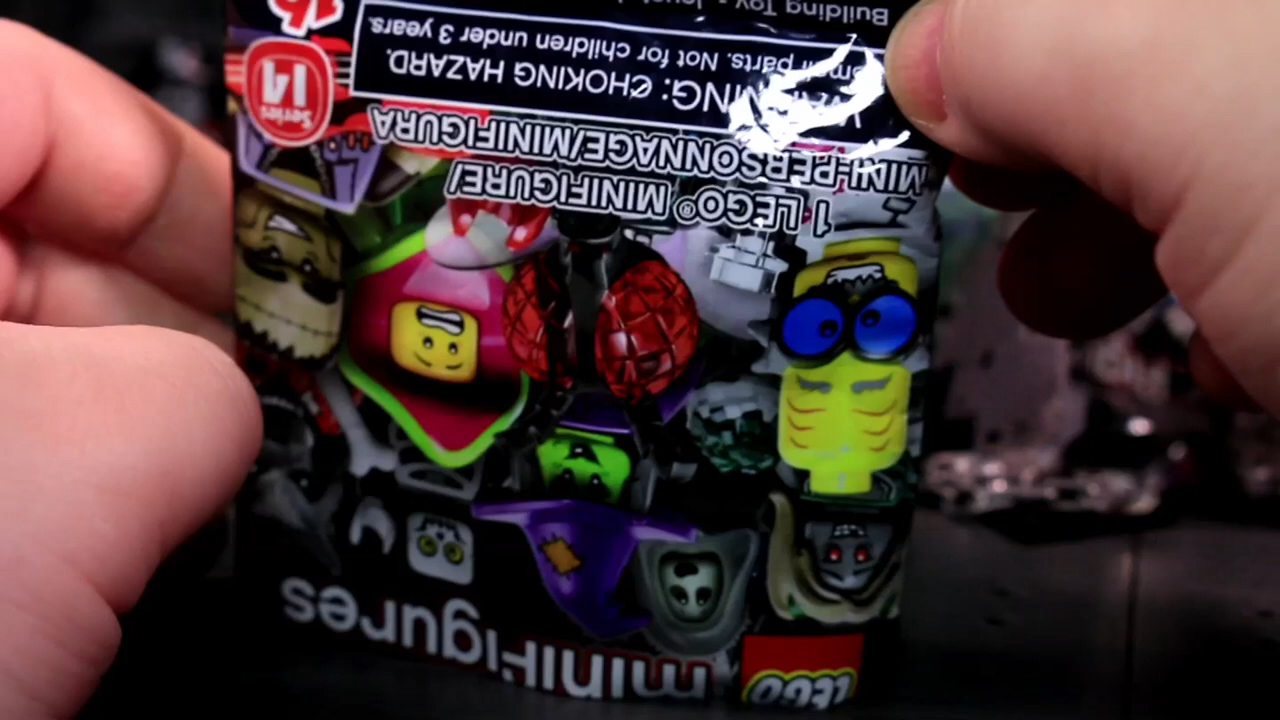 LEGO miniFigures
1 LEGO® MINIFIGURE/
MINI-PERSONNAGE/MINIFIGURA
WARNING: CHOKING HAZARD.
Small parts. Not for children under 3 years.
Series
14
16
Building Toy